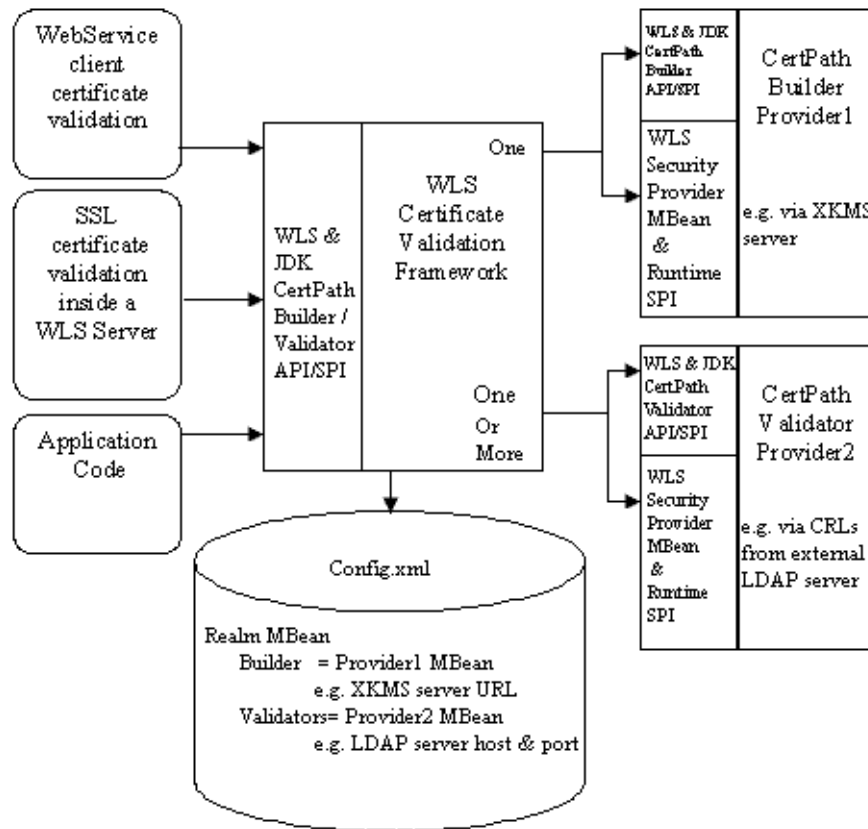 WebService
client
certificate
validation
SSL
certificate
validation
inside a
WLS Server
Application
Code
WLS &
JDK
CertPath
Builder /
Validator
API/SPI
One
WLS
Certificate
Validation
Framework
One
Or
More
WLS & JDK
CertPath
Builder
API/SPI
WLS
Security
Provider
MBean
&
Runtime
SPI
CertPath
Builder
Provider1
e.g. via XKMS
server
WLS & JDK
CertPath
Validator
API/SPI
WLS
Security
Provider
MBean
&
Runtime
SPI
CertPath
Validator
Provider2
e.g. via CRLs
from external
LDAP server
Config.xml
Realm MBean
Builder = Provider1 MBean
e.g. XKMS server URL
Validators= Provider2 MBean
e.g. LDAP server host & port